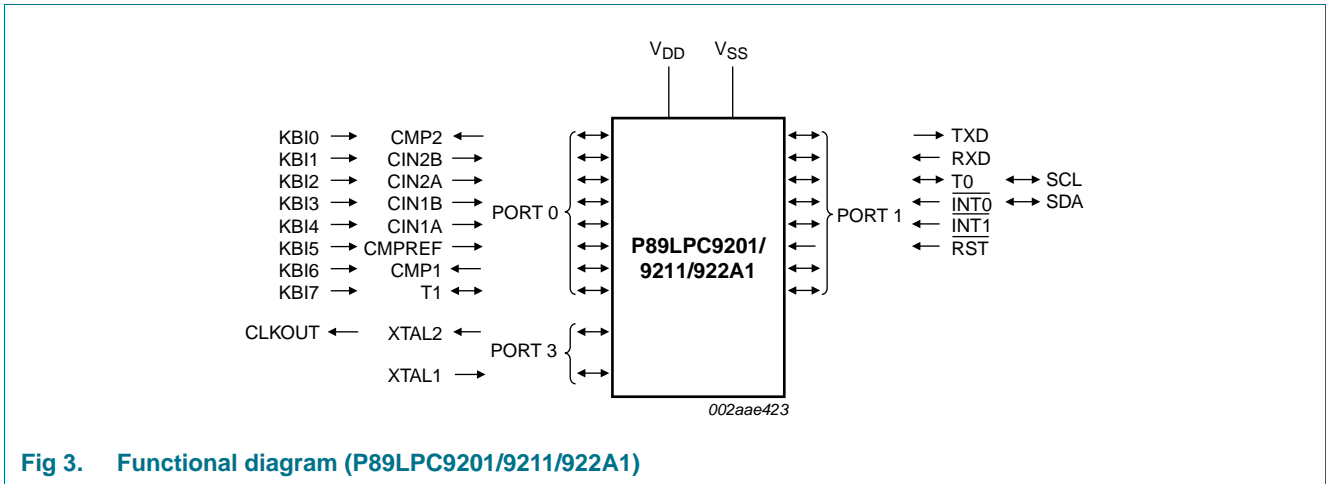 VDD VSS
KBI0 CMP2 TXD
KBI1 CIN2B RXD
KBI2 CIN2A T0 SCL
KBI3 CIN1B PORT 0 PORT 1 INT0 SDA
KBI4 CIN1A INT1
KBI5 CMPREF P89LPC9201/ RST
KBI6 CMP1 9211/922A1
KBI7 T1
CLKOUT XTAL2 PORT 3
XTAL1
002aae423
Fig 3. Functional diagram (P89LPC9201/9211/922A1)